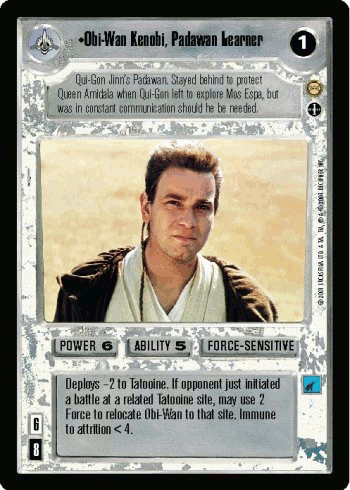 •Obi-Wan Kenobi, Padawan Learner
1
Qui-Gon Jinn's Padawan. Stayed behind to protect
Queen Amidala when Qui-Gon left to explore Mos Espa, but
was in constant communication should he be needed.
POWER 6
ABILITY 5
FORCE-SENSITIVE
Deploys -2 to Tatooine. If opponent just initiated
a battle at a related Tatooine site, may use 2
Force to relocate Obi-Wan to that site. Immune
to attrition < 4.
6
8